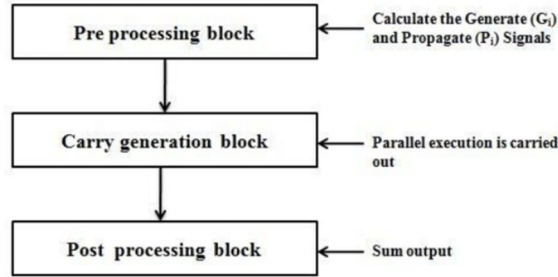 Pre processing block
Calculate the Generate (Gi)
and Propagate (Pi) Signals
Carry generation block
Parallel execution is carried
out
Post processing block
Sum output